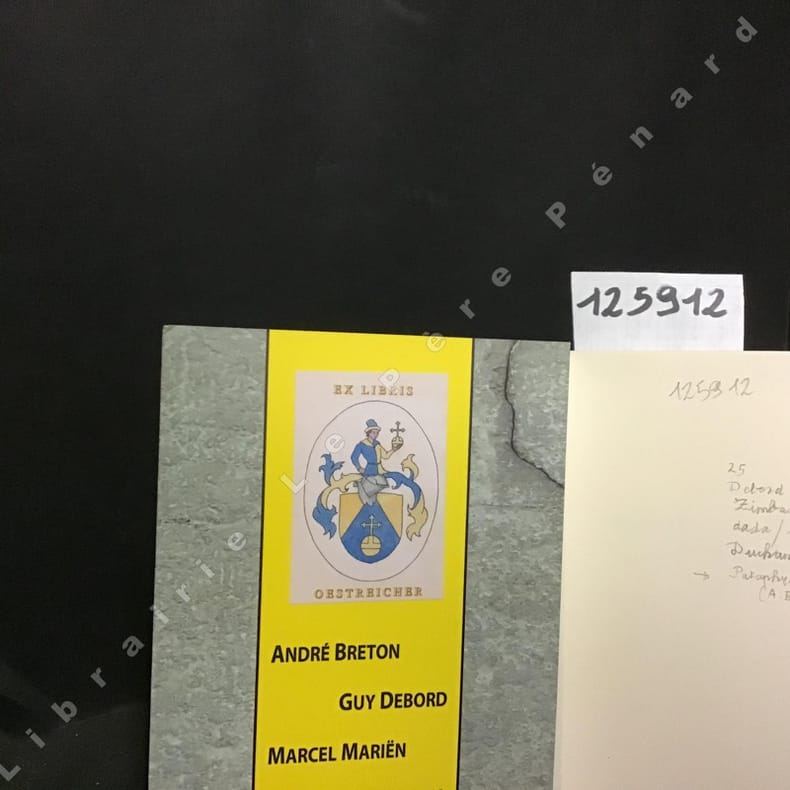 Librairie Le Père Pénard
125912
EX LIBRIS
OESTREICHER
ANDRÉ BRETON
GUY DEBORD
MARCEL MARIËN
125912
25
Debord
dada /